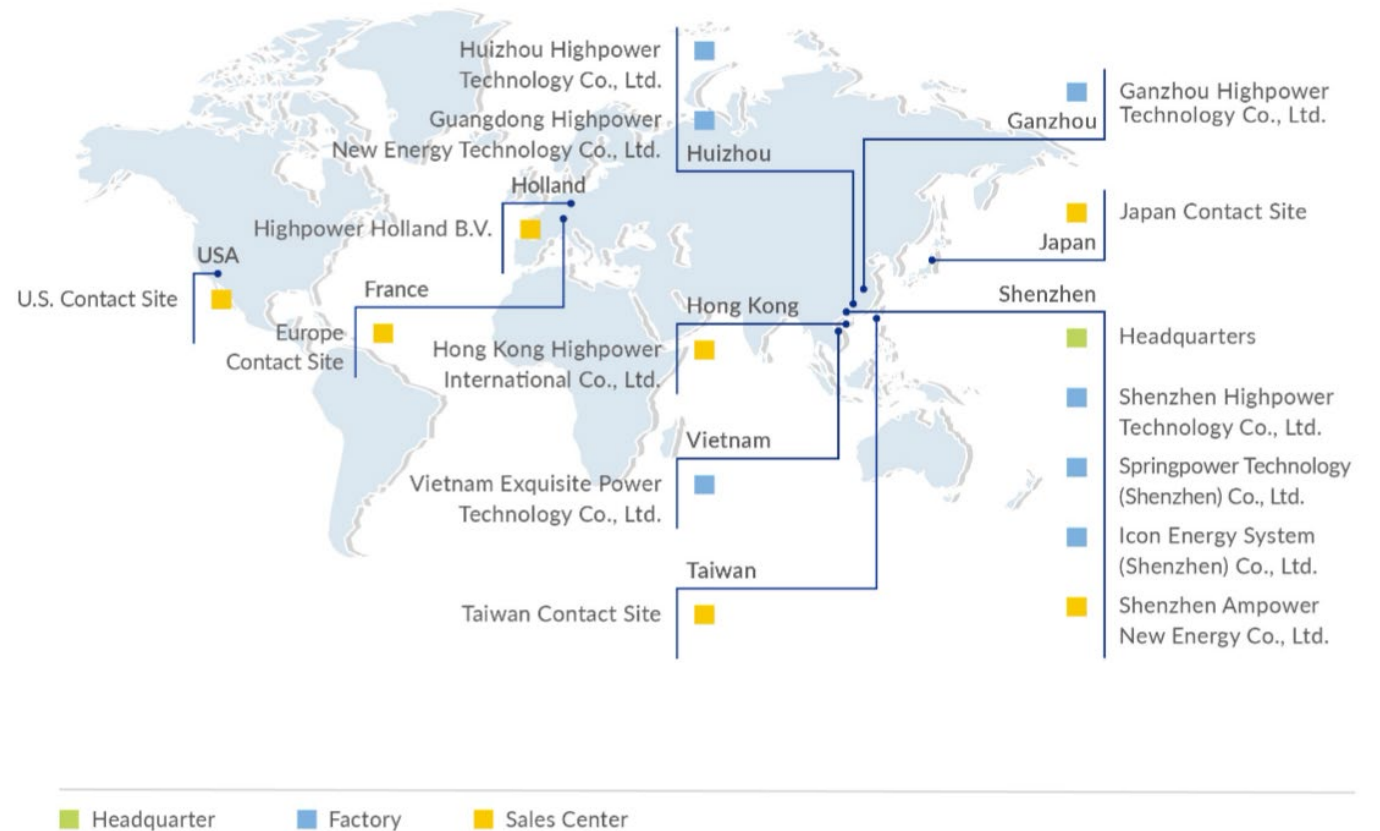 Huizhou Highpower
Technology Co., Ltd.
Guangdong Highpower
New Energy Technology Co., Ltd.
Huizhou
Ganzhou
Ganzhou Highpower
Technology Co., Ltd.
Holland
Highpower Holland B.V.
Japan Contact Site
Japan
USA
U.S. Contact Site
France
Europe
Contact Site
Hong Kong
Hong Kong Highpower
International Co., Ltd.
Shenzhen
Headquarters
Shenzhen Highpower
Technology Co., Ltd.
Springpower Technology
(Shenzhen) Co., Ltd.
Icon Energy System
(Shenzhen) Co., Ltd.
Shenzhen Ampower
New Energy Co., Ltd.
Vietnam
Vietnam Exquisite Power
Technology Co., Ltd.
Taiwan
Taiwan Contact Site
Headquarter
Factory
Sales Center